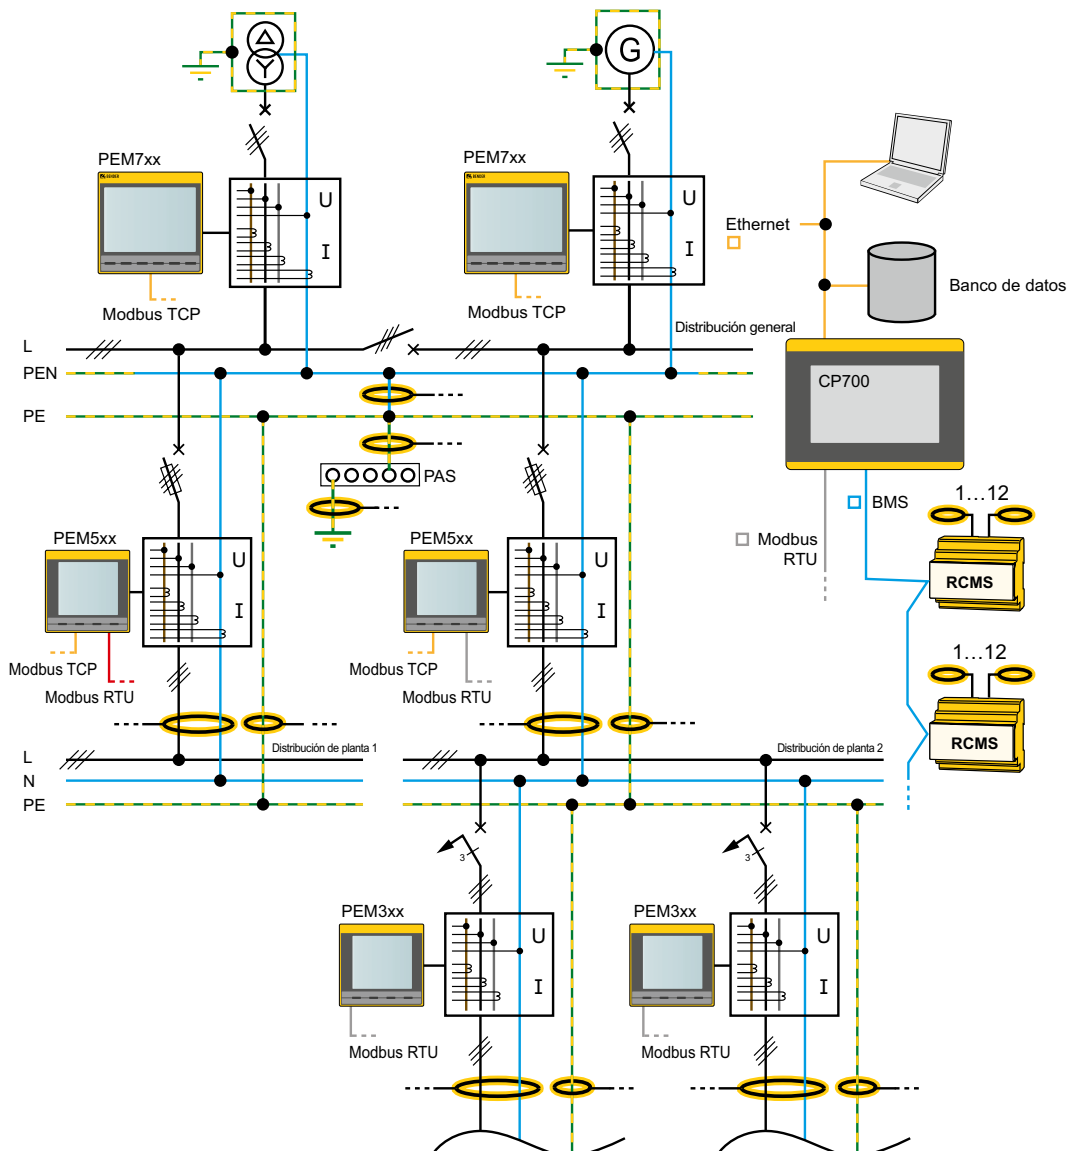 G
PEM7xx
PEM7xx
BENDER
BENDER
U
I
U
I
Ethernet
Banco de datos
Modbus TCP
Modbus TCP
Distribución general
L
PEN
PE
CP700
PAS
BMS
1...12
Modbus
RTU
RCMS
PEM5xx
PEM5xx
U
I
U
I
Modbus TCP
Modbus RTU
Modbus TCP
Modbus RTU
1...12
RCMS
Distribución de planta 1
Distribución de planta 2
L
N
PE
3
3
PEM3xx
PEM3xx
U
I
U
I
Modbus RTU
Modbus RTU